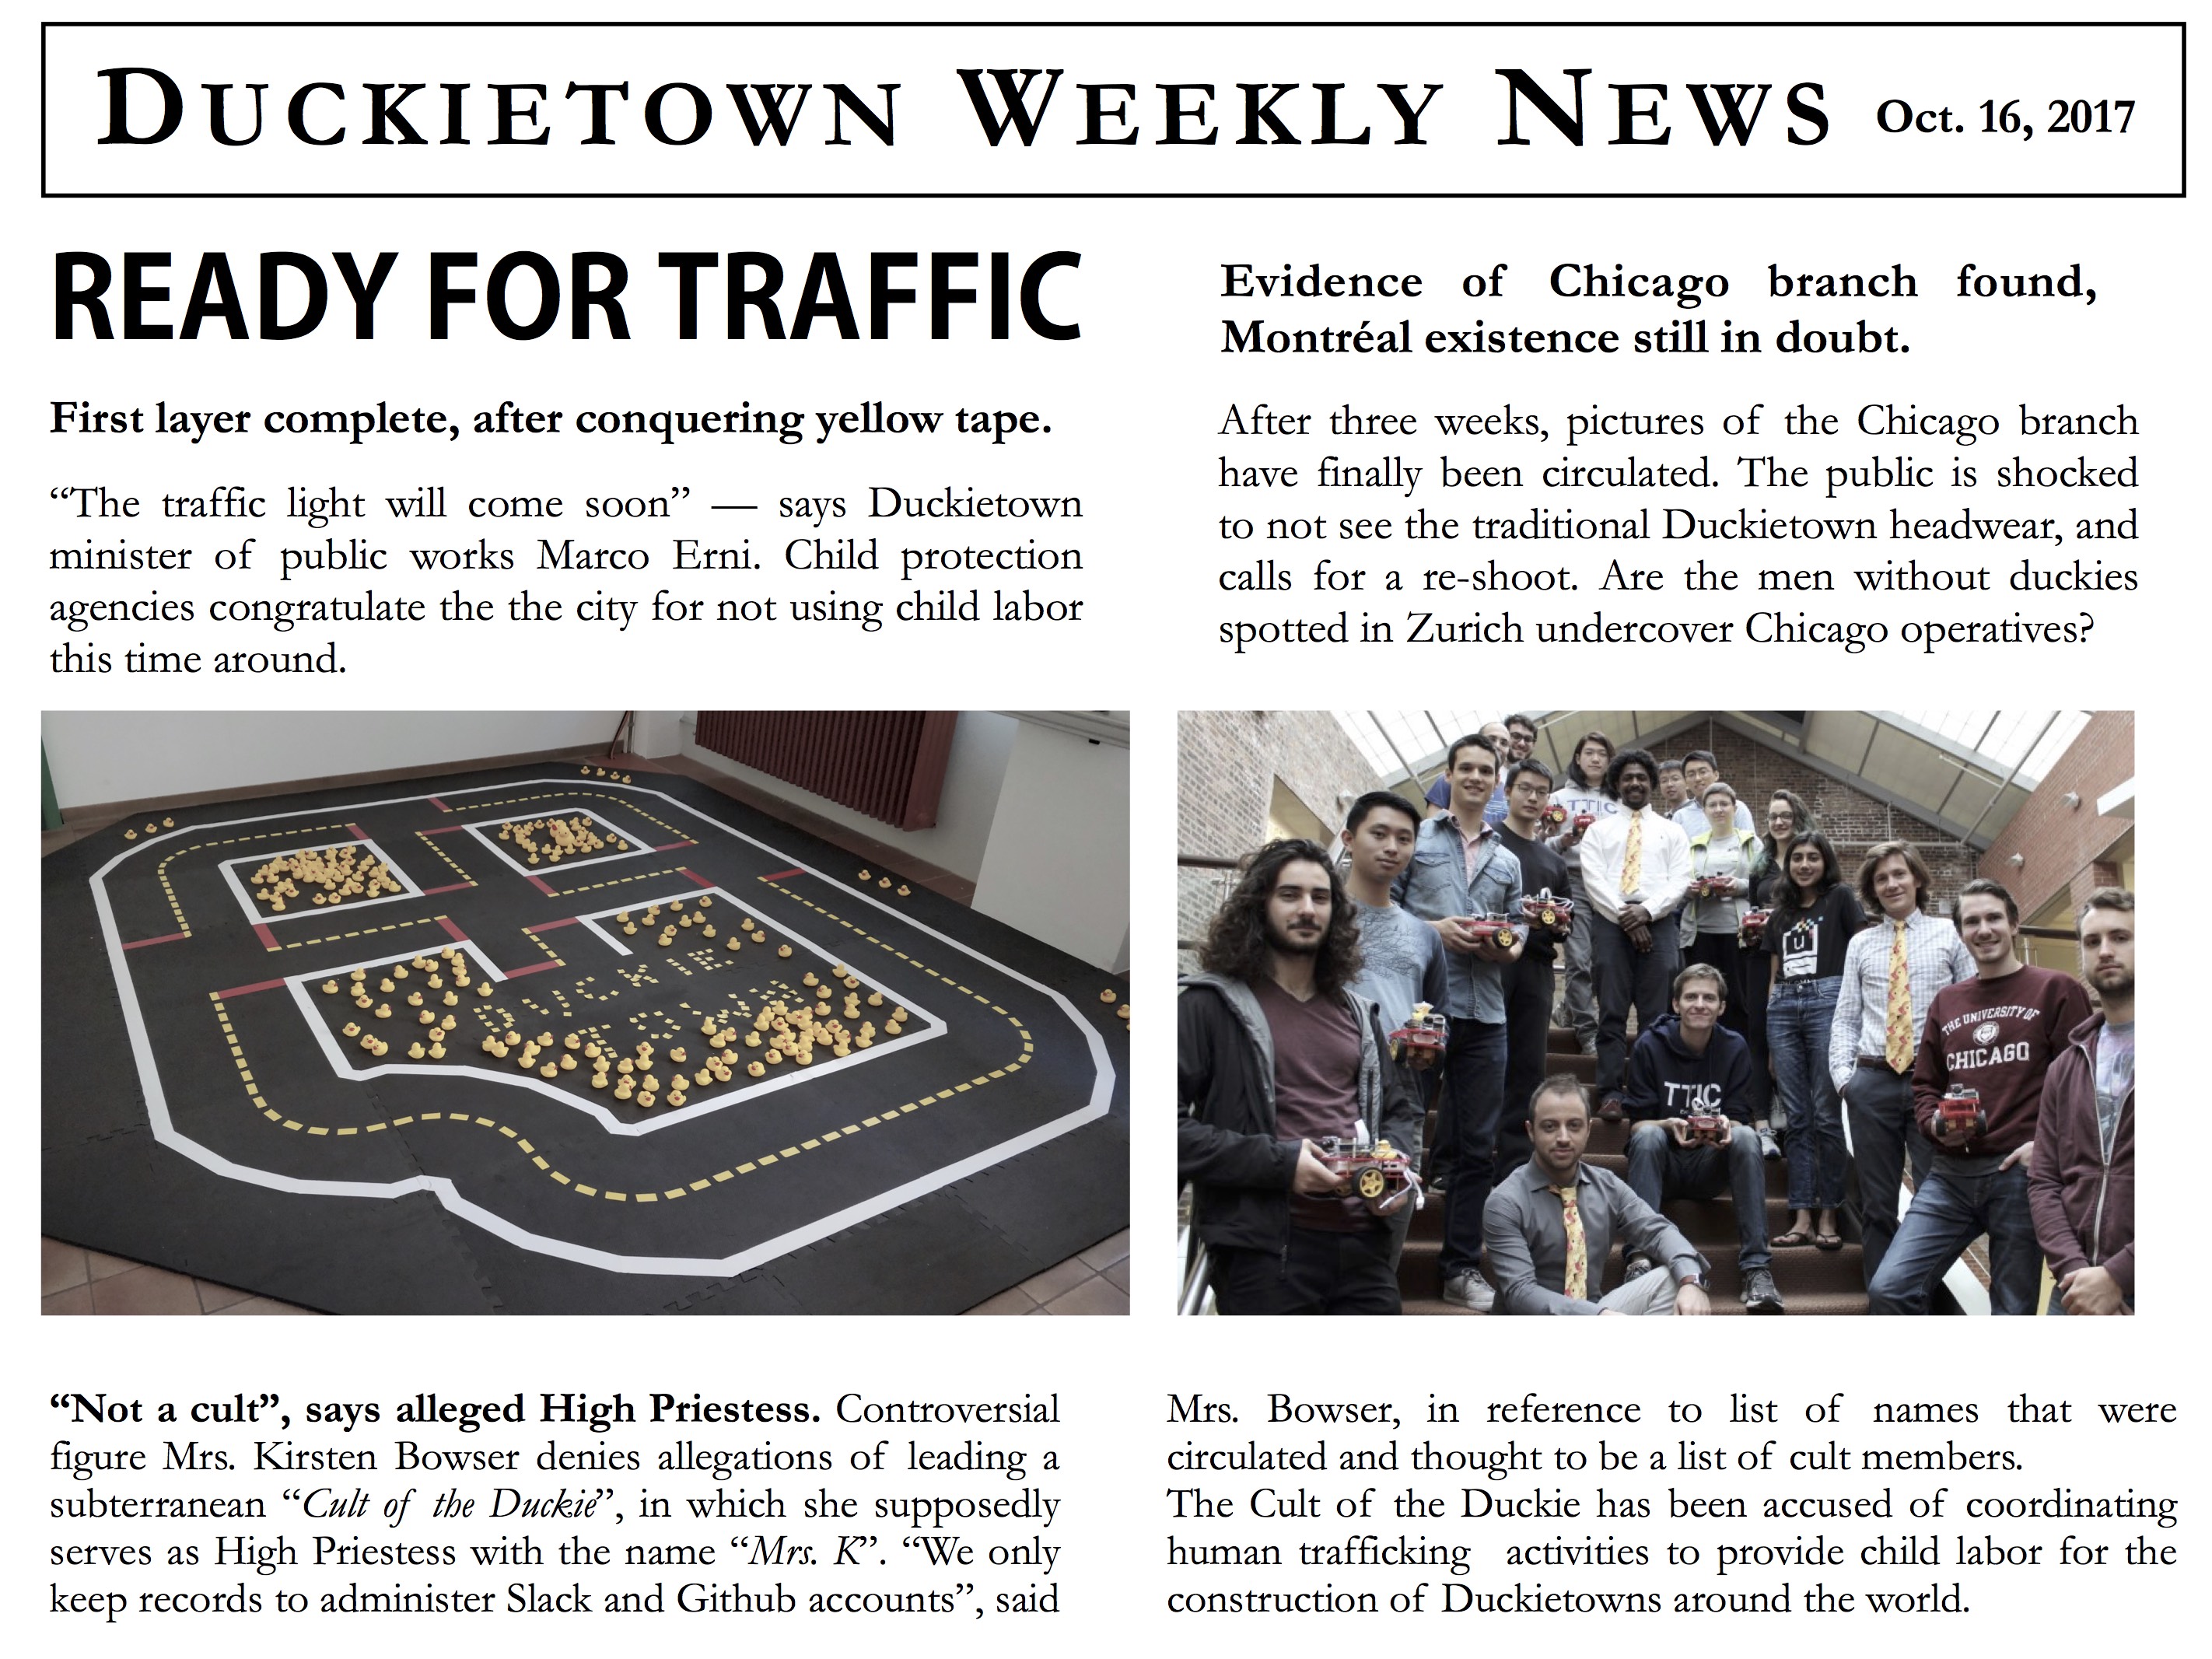 DUCKIETOWN WEEKLY NEWS Oct. 16, 2017
READY FOR TRAFFIC
First layer complete, after conquering yellow tape.
“The traffic light will come soon” — says Duckietown
minister of public works Marco Erni. Child protection
agencies congratulate the the city for not using child labor
this time around.
Evidence of Chicago branch found,
Montréal existence still in doubt.
After three weeks, pictures of the Chicago branch
have finally been circulated. The public is shocked
to not see the traditional Duckietown headwear, and
calls for a re-shoot. Are the men without duckies
spotted in Zurich undercover Chicago operatives?
TTIC
u
THE UNIVERSITY OF
CHICAGO
TTIC
“Not a cult”, says alleged High Priestess. Controversial
figure Mrs. Kirsten Bowser denies allegations of leading a
subterranean “Cult of the Duckie”, in which she supposedly
serves as High Priestess with the name “Mrs. K”. “We only
keep records to administer Slack and Github accounts”, said
Mrs. Bowser, in reference to list of names that were
circulated and thought to be a list of cult members.
The Cult of the Duckie has been accused of coordinating
human trafficking activities to provide child labor for the
construction of Duckietowns around the world.